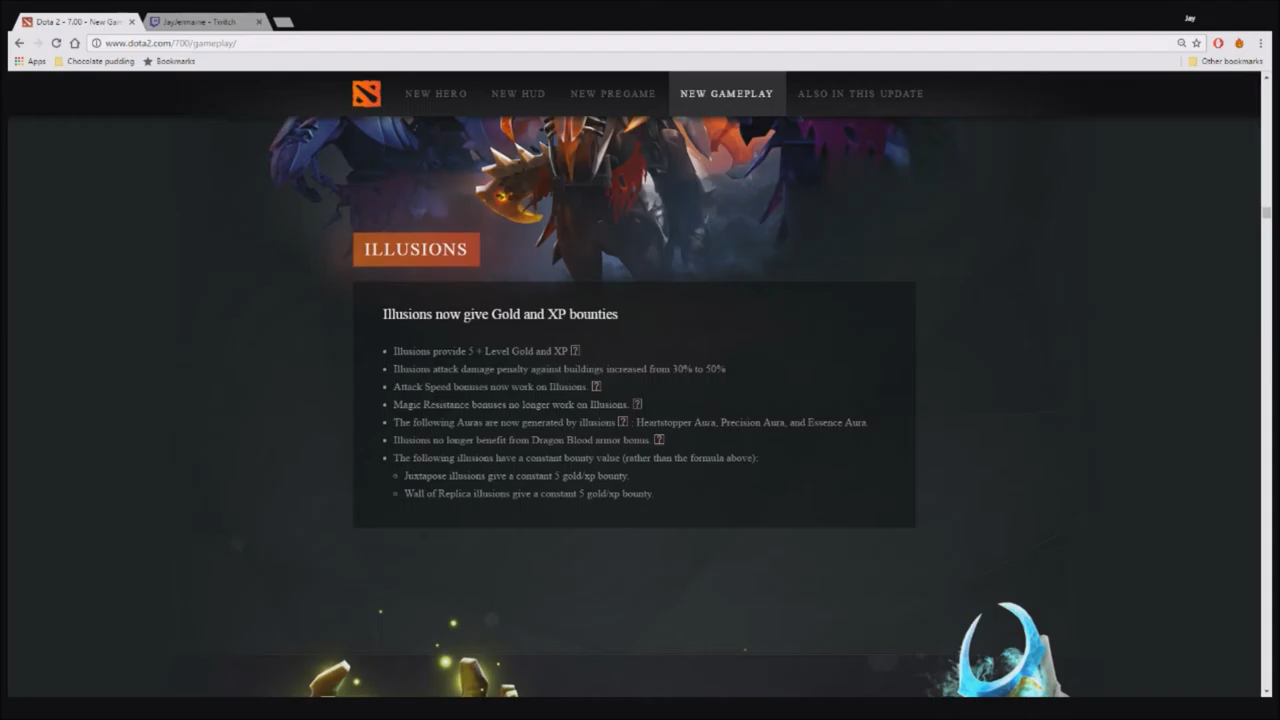 Dota 2 - 7.00 - New Gam
JayJermaine - Twitch
Jay
www.dota2.com/700/gameplay/
Apps
Chocolate pudding
Bookmarks
Other bookmarks
NEW HERO
NEW HUD
NEW PREGAME
NEW GAMEPLAY
ALSO IN THIS UPDATE
ILLUSIONS
Illusions now give Gold and XP bounties
• Illusions provide 5 + Level Gold and XP [?]
• Illusions attack damage penalty against buildings increased from 30% to 50%
• Attack Speed bonuses now work on Illusions. [?]
• Magic Resistance bonuses no longer work on Illusions. [?]
• The following Auras are now generated by illusions [?] : Heartstopper Aura, Precision Aura, and Essence Aura.
• Illusions no longer benefit from Dragon Blood armor bonus. [?]
• The following illusions have a constant bounty value (rather than the formula above):
◦ Juxtapose illusions give a constant 5 gold/xp bounty.
◦ Wall of Replica illusions give a constant 5 gold/xp bounty.